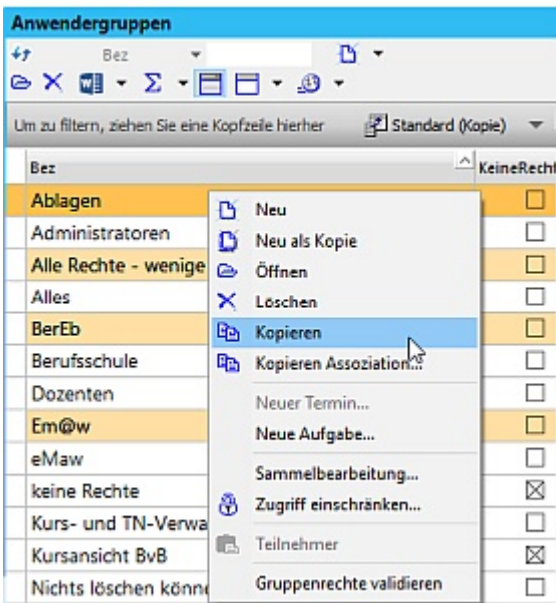 Anwendergruppen
Bez
Um zu filtern, ziehen Sie eine Kopfzeile hierher Standard (Kopie)
Bez KeineRecht
Ablagen
Administratoren
Alle Rechte - wenige
Alles
BerEb
Berufsschule
Dozenten
Em@w
eMaw
keine Rechte
Kurs- und TN-Verwa
Kursansicht BvB
Nichts löschen könne
Neu
Neu als Kopie
Öffnen
Löschen
Kopieren
Kopieren Assoziation...
Neuer Termin...
Neue Aufgabe...
Sammelbearbeitung...
Zugriff einschränken...
Teilnehmer
Gruppenrechte validieren